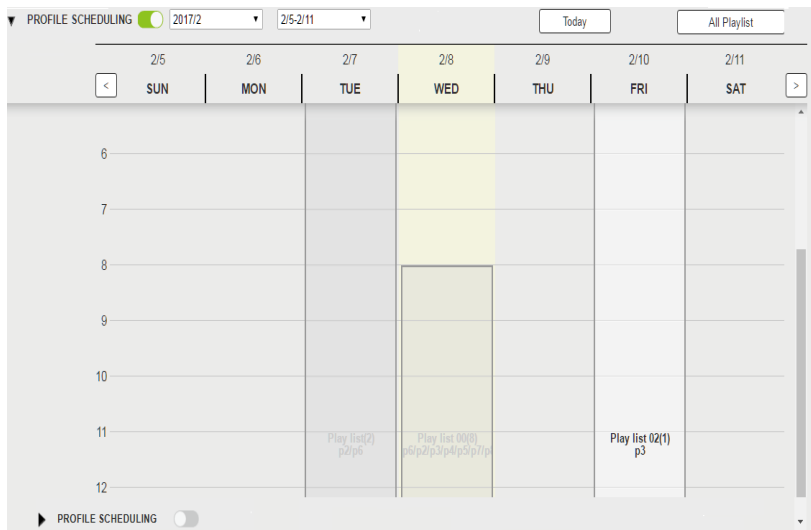 PROFILE SCHEDULING 2017/2 2/5-2/11 Today All Playlist
2/5 2/6 2/7 2/8 2/9 2/10 2/11
< SUN MON TUE WED THU FRI SAT >
6
7
8
9
10
11 Play list(2) Play list 00(8) Play list 02(1)
p2/p6 p6/p2/p3/p4/p5/p7/p/ p3
12
PROFILE SCHEDULING